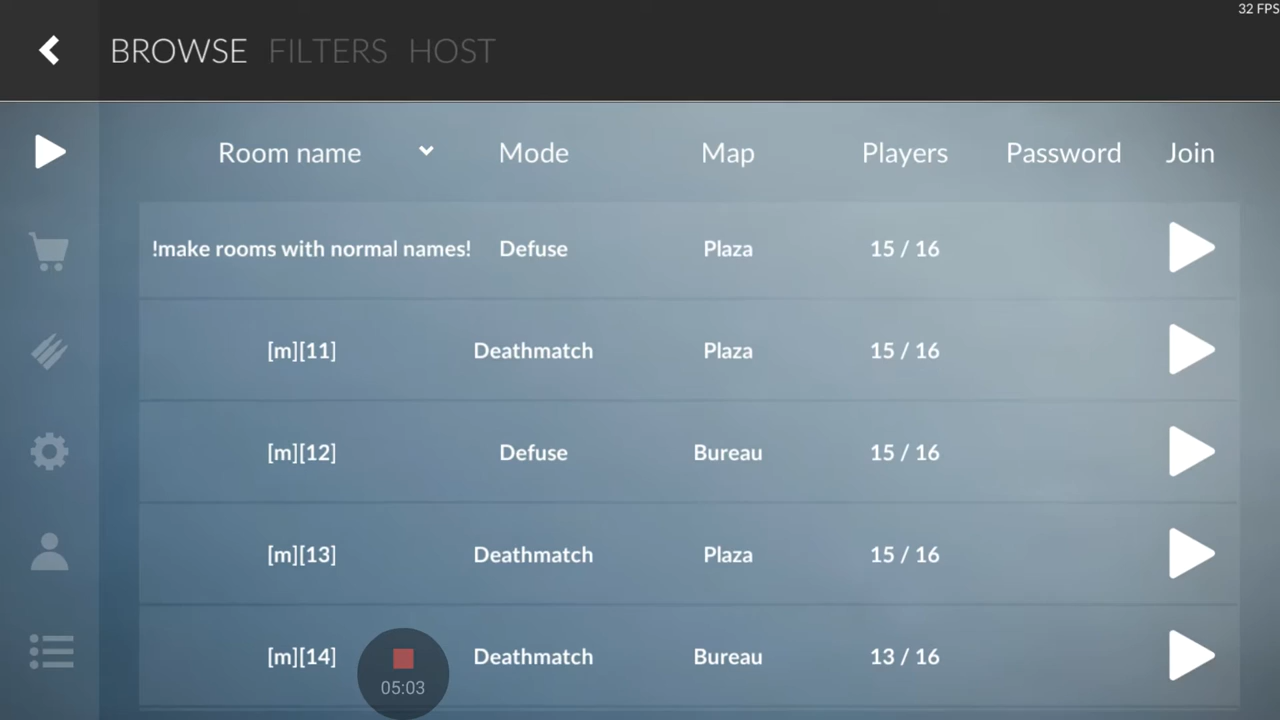 32 FPS
BROWSE FILTERS HOST
Room name Mode Map Players Password Join
!make rooms with normal names! Defuse Plaza 15 / 16
[m][11] Deathmatch Plaza 15 / 16
[m][12] Defuse Bureau 15 / 16
[m][13] Deathmatch Plaza 15 / 16
[m][14] Deathmatch Bureau 13 / 16
05:03